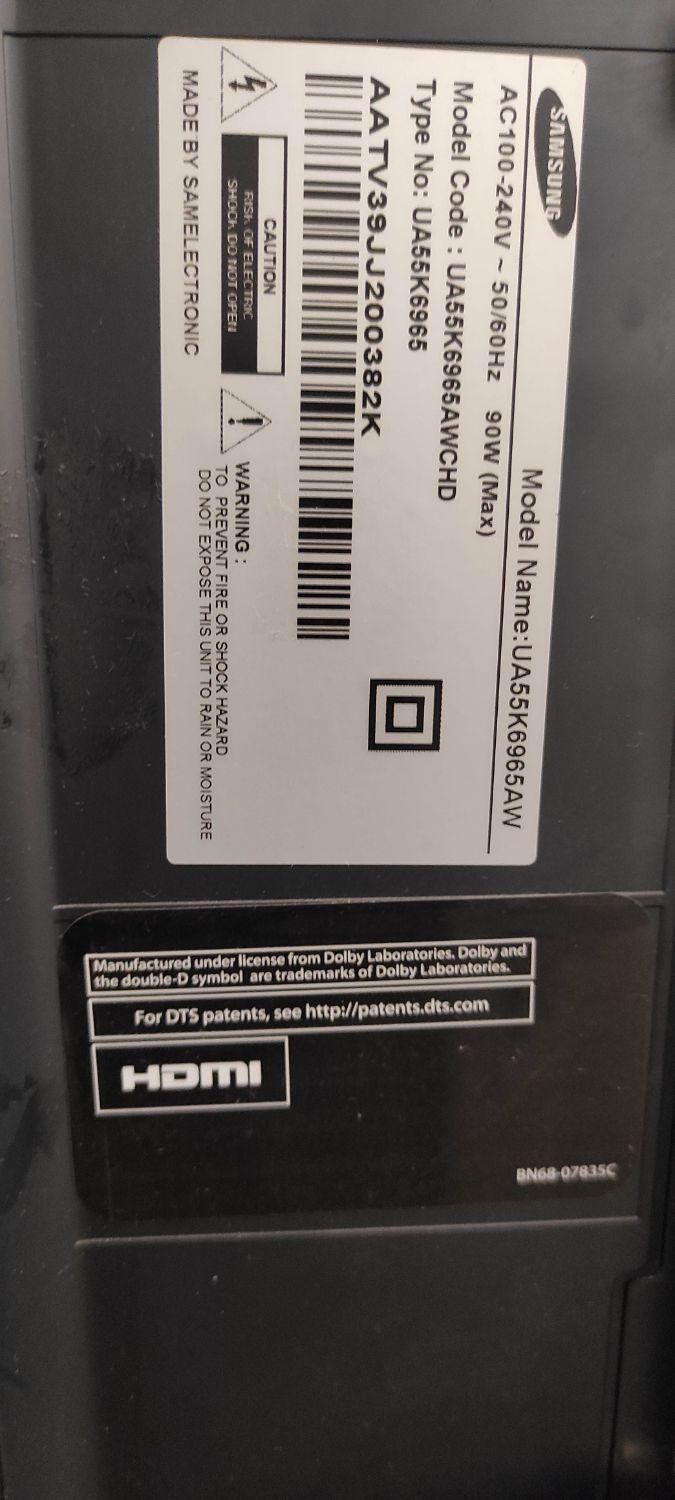 SAMSUNG
Model Name:UA55K6965AW
AC100-240V ~ 50/60Hz 90W (Max)
Model Code : UA55K6965AWCHD
Type No: UA55K6965
AATV39JJ200382K
CAUTION
RISK OF ELECTRIC
SHOCK DO NOT OPEN
WARNING :
TO PREVENT FIRE OR SHOCK HAZARD
DO NOT EXPOSE THIS UNIT TO RAIN OR MOISTURE
MADE BY SAMELECTRONIC
Manufactured under license from Dolby Laboratories. Dolby and
the double-D symbol are trademarks of Dolby Laboratories.
For DTS patents, see http://patents.dts.com
HDMI
BN68-07835C